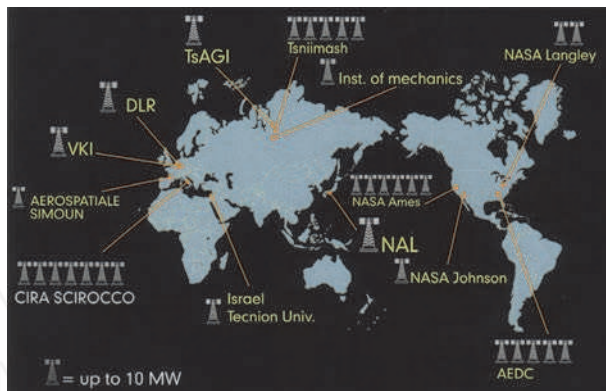 TsAGI
Tsniimash
NASA Langley
Inst. of mechanics
DLR
VKI
AEROSPATIALE
SIMOUN
NASA Ames
NAL
CIRA SCIROCCO
Israel
Tecnion Univ.
NASA Johnson
AEDC
= up to 10 MW